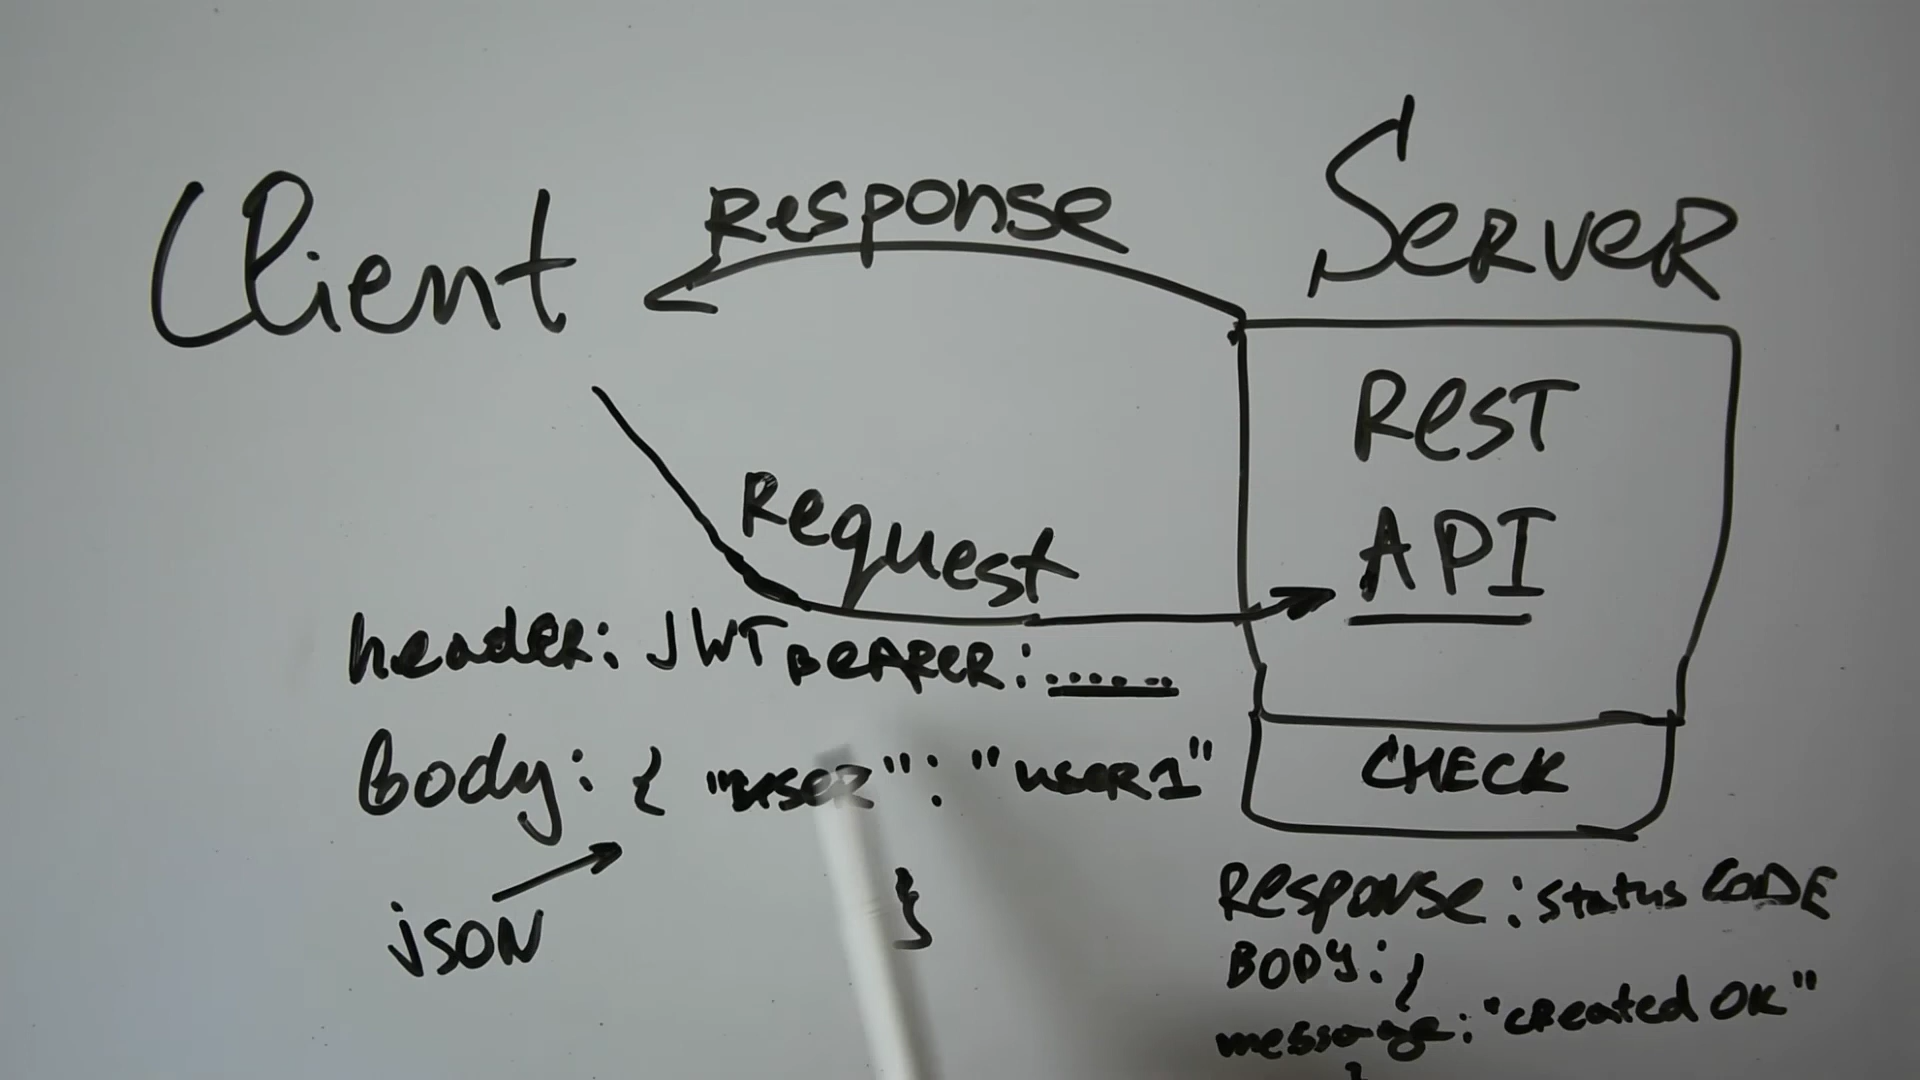 Client
Response
Server
REST
API
Request
header: JWT BEARER: ......
Body: { "user": "user1"
}
json
CHECK
Response: status CODE
BODY: {
message: "created OK"
}